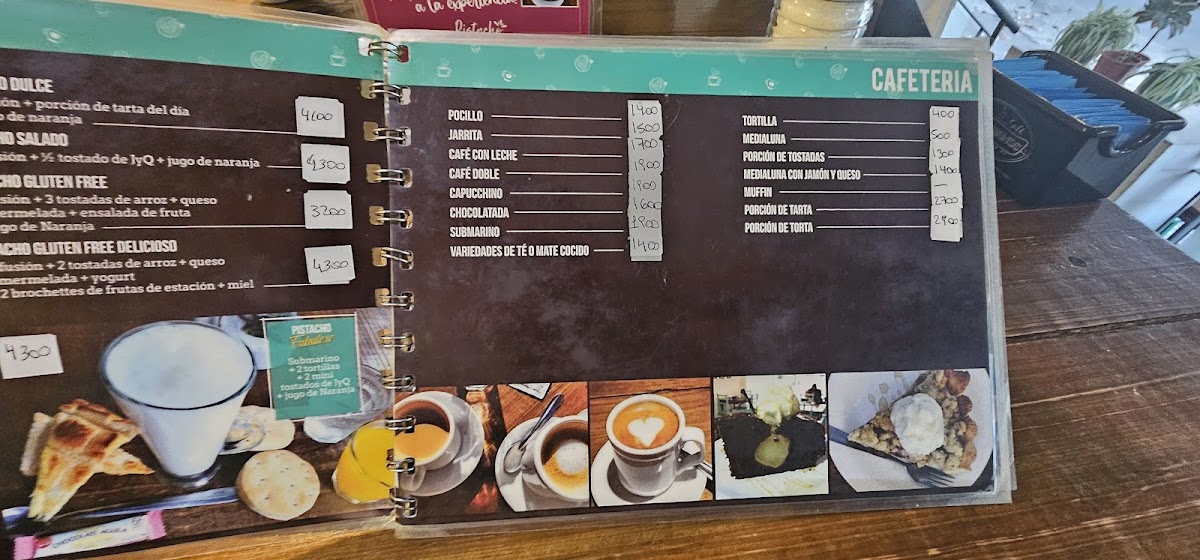 a la experiencia
Pistacho
O DULCE
ión + porción de tarta del día
o de naranja 4600
HO SALADO
sión + ½ tostado de JyQ + jugo de naranja 4300
CHO GLUTEN FREE
usión + 3 tostadas de arroz + queso
ermelada + ensalada de fruta
ugo de Naranja 3200
ACHO GLUTEN FREE DELICIOSO
fusión + 2 tostadas de arroz + queso
mermelada + yogurt
2 brochettes de frutas de estación + miel 4300
4300
PISTACHO
Fabuloso
Submarino
+ 2 tortillas
+ 2 mini
tostados de JyQ
+ jugo de Naranja
CAFETERIA
POCILLO 1400
JARRITA 1500
CAFÉ CON LECHE 1700
CAFÉ DOBLE 1900
CAPUCCHINO 1900
CHOCOLATADA 1600
SUBMARINO 1900
VARIEDADES DE TÉ O MATE COCIDO 1400
TORTILLA 400
MEDIALUNA 500
PORCIÓN DE TOSTADAS 1300
MEDIALUNA CON JAMÓN Y QUESO 1400
MUFFIN —
PORCIÓN DE TARTA 2700
PORCIÓN DE TORTA 2900